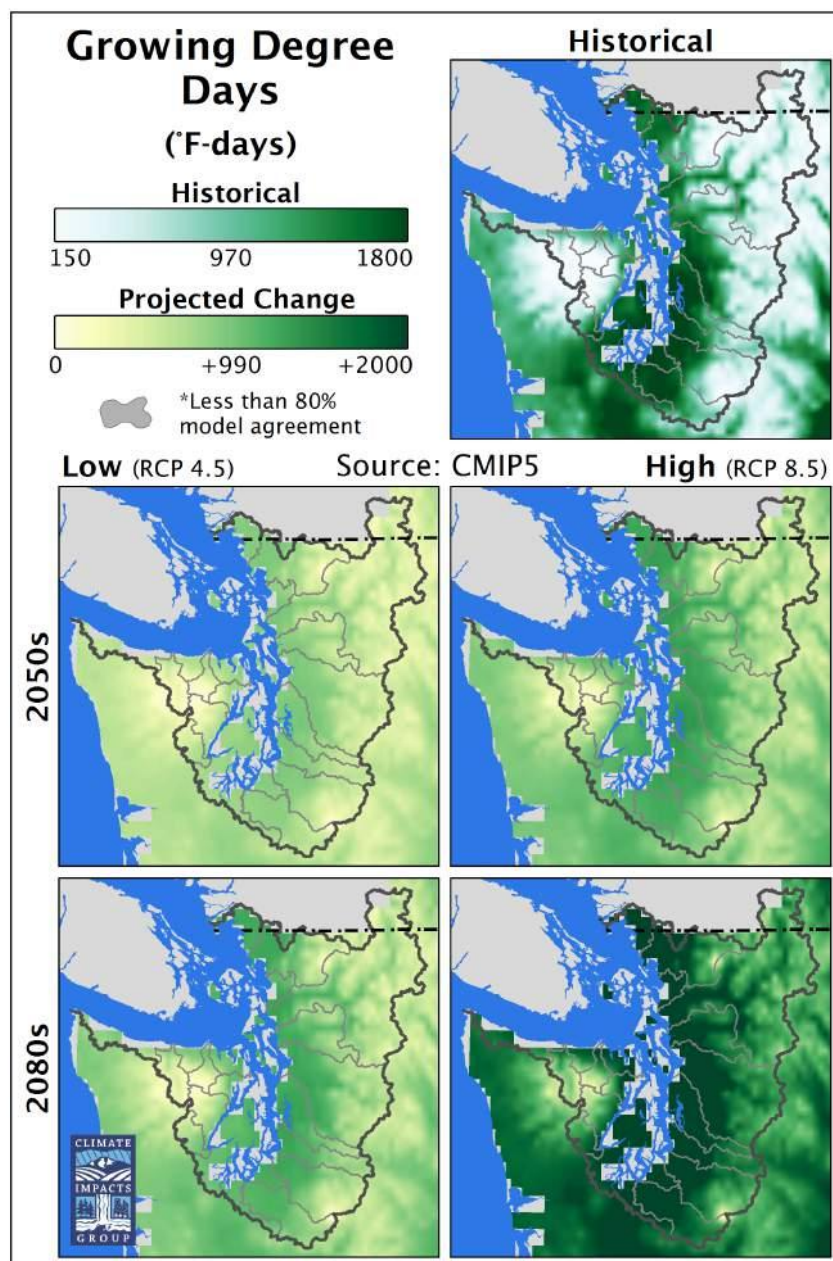 Growing Degree
Days
(°F-days)
Historical
150 970 1800
Projected Change
0 +990 +2000
*Less than 80%
model agreement
Historical
Low (RCP 4.5) Source: CMIP5 High (RCP 8.5)
2050s
2080s
CLIMATE
IMPACTS
GROUP